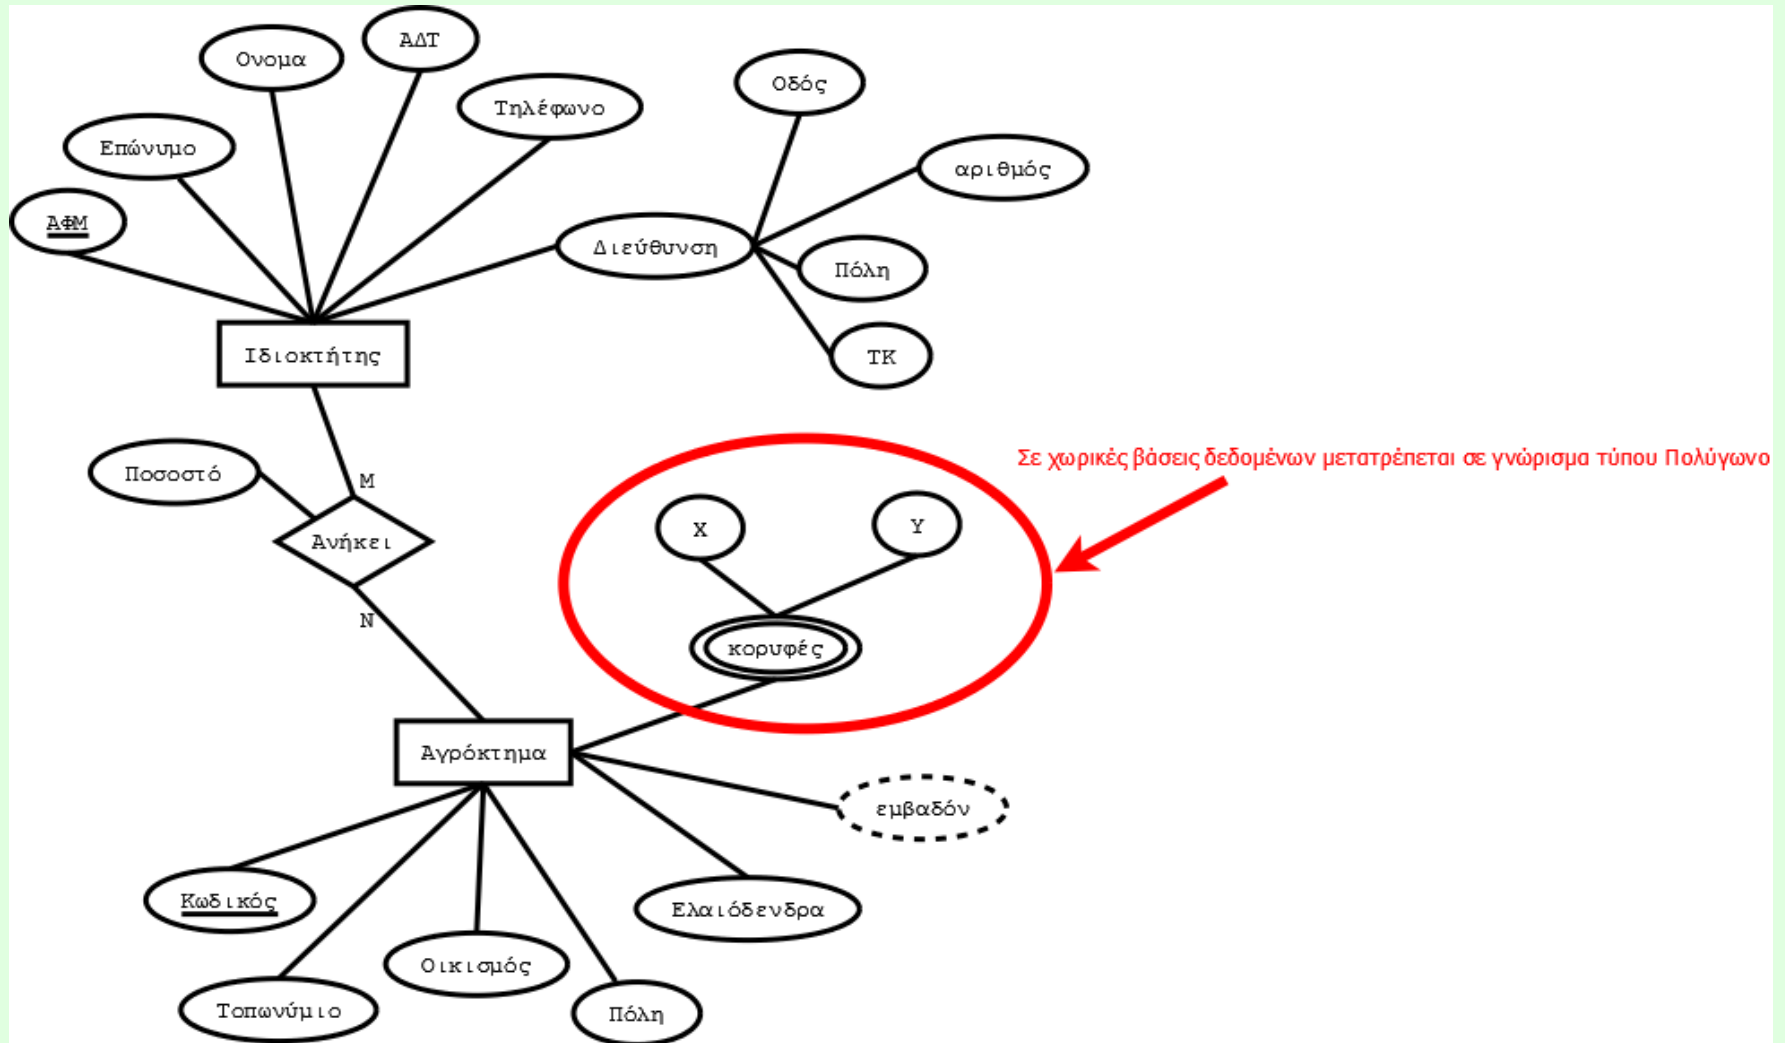 ΑΔΤ
Ονομα
Οδός
Τηλέφωνο
Επώνυμο
αριθμός
ΑΦΜ
Διεύθυνση
Πόλη
Ιδιοκτήτης
ΤΚ
Σε χωρικές βάσεις δεδομένων μετατρέπεται σε γνώρισμα τύπου Πολύγωνο
Ποσοστό
M
X
Y
Ανήκει
N
κορυφές
Αγρόκτημα
εμβαδόν
Κωδικός
Ελαιόδενδρα
Οικισμός
Τοπωνύμιο
Πόλη